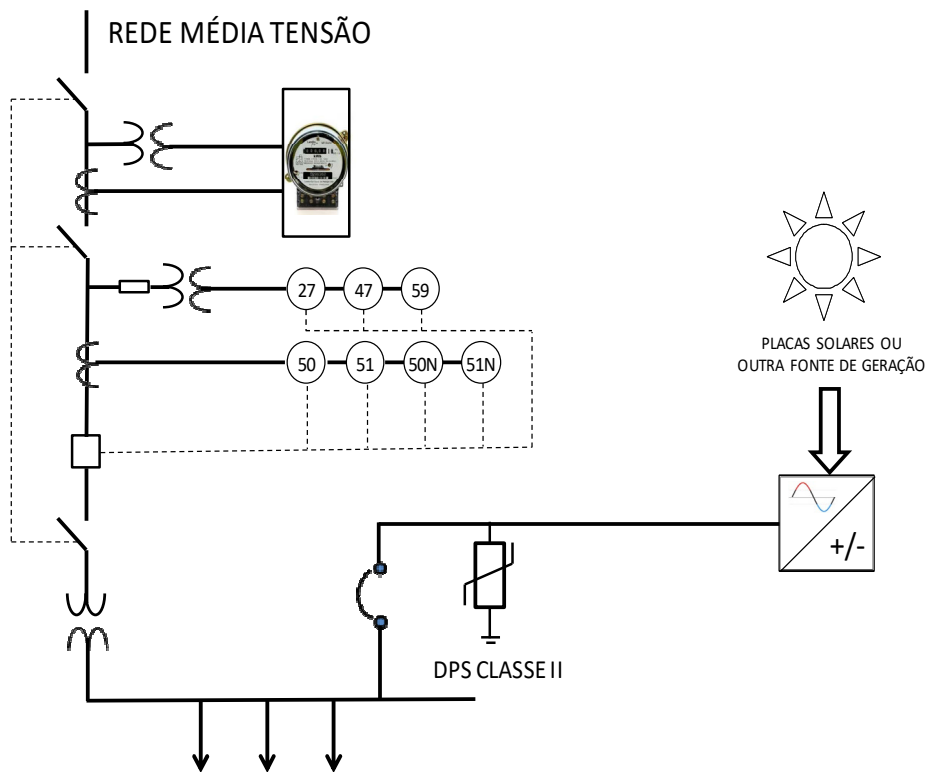 REDE MÉDIA TENSÃO
27 47 59
50 51 50N 51N
PLACAS SOLARES OU
OUTRA FONTE DE GERAÇÃO
+/-
DPS CLASSE II